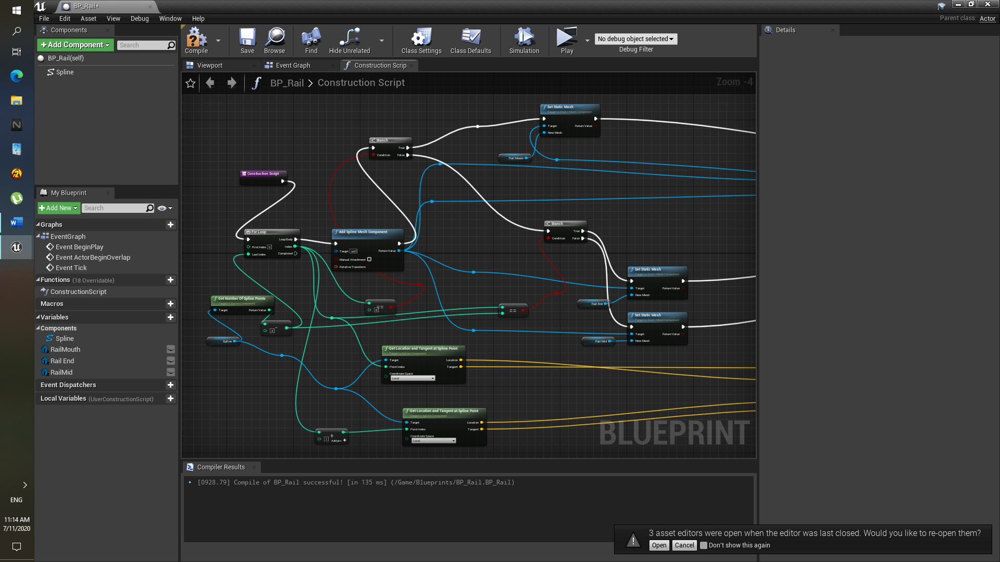 BP_Rail*
File Edit Asset View Debug Window Help
Parent class: Actor
Components
+Add Component
Search
BP_Rail(self)
Spline
Compile
Save
Browse
Find
Hide Unrelated
Class Settings
Class Defaults
Simulation
Play
No debug object selected
Debug Filter
Details
Viewport
Event Graph
Construction Scrip
BP_Rail > Construction Script
Zoom -4
My Blueprint
+Add New
Search
Graphs
EventGraph
Event BeginPlay
Event ActorBeginOverlap
Event Tick
Functions (18 Overridable)
ConstructionScript
Macros
Variables
Components
Spline
RailMouth
Rail End
RailMid
Event Dispatchers
Local Variables (UserConstructionScript)
Set Static Mesh
Target is Static Mesh Component
Target
Return Value
New Mesh
Rail Mouth
Branch
True
Condition
False
Construction Script
For Loop
Loop Body
First Index 0
Index
Last Index
Completed
Add Spline Mesh Component
Target self
Return Value
Manual Attachment
Relative Transform
Branch
True
Condition
False
Set Static Mesh
Target is Static Mesh Component
Target
Return Value
New Mesh
Rail End
Get Number Of Spline Points
Target is Spline Component
Target
Return Value
==
0
==
-
2
Spline
Set Static Mesh
Target is Static Mesh Component
Target
Return Value
New Mesh
Rail Mid
Get Location and Tangent at Spline Point
Target is Spline Component
Target
Location
Point Index
Tangent
Coordinate Space
Local
Get Location and Tangent at Spline Point
Target is Spline Component
Target
Location
Point Index
Tangent
Coordinate Space
Local
+
1
Add pin +
BLUEPRINT
Compiler Results
[0928.79] Compile of BP_Rail successful! [in 135 ms] (/Game/Blueprints/BP_Rail.BP_Rail)
3 asset editors were open when the editor was last closed. Would you like to re-open them?
Open
Cancel
Don't show this again
ENG
11:14 AM
7/11/2020